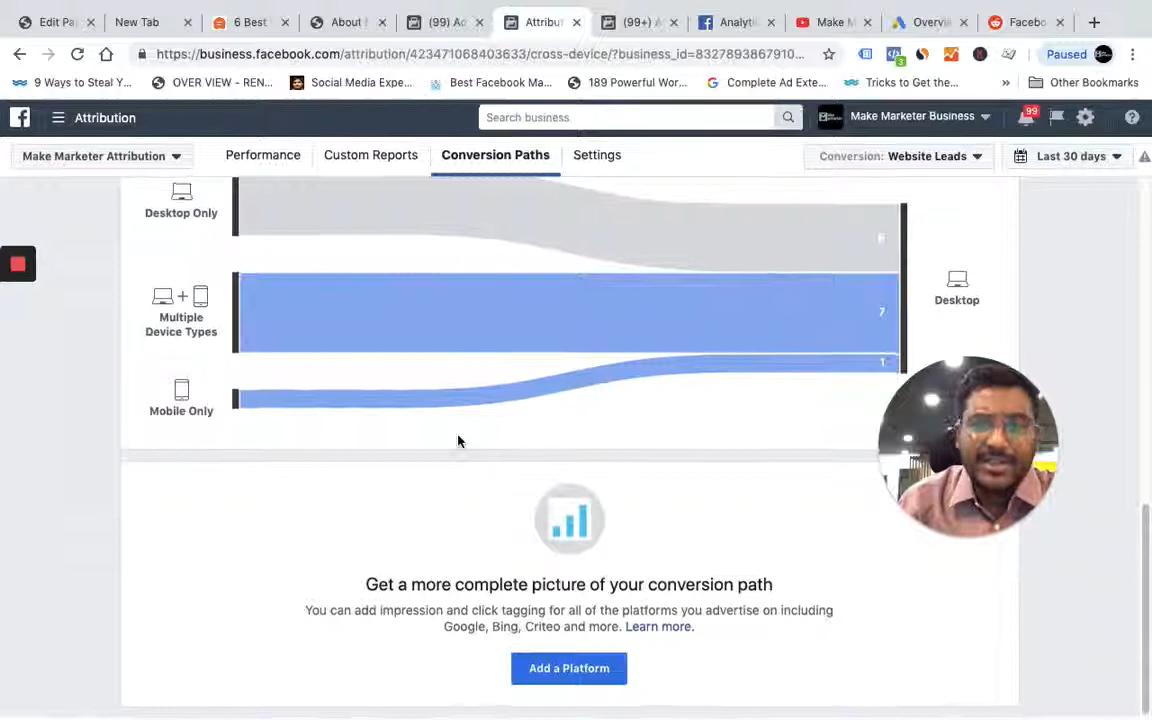 Edit Pa
New Tab
6 Best
About
(99) Ac
Attribut
(99+)
Analyti
Make M
Overvie
Facebo
https://business.facebook.com/attribution/423471068403633/cross-device/?business_id=8327893867910...
3
Paused
9 Ways to Steal Y...
OVER VIEW - REN...
Social Media Expe...
Best Facebook Ma...
189 Powerful Wor...
Complete Ad Exte...
Tricks to Get the...
»
Other Bookmarks
Attribution
Search business
Make Marketer Business
99
Make Marketer Attribution
Performance
Custom Reports
Conversion Paths
Settings
Conversion: Website Leads
Last 30 days
Desktop Only
6
Multiple
Device Types
7
Desktop
1
Mobile Only
Get a more complete picture of your conversion path
You can add impression and click tagging for all of the platforms you advertise on including
Google, Bing, Criteo and more. Learn more.
Add a Platform